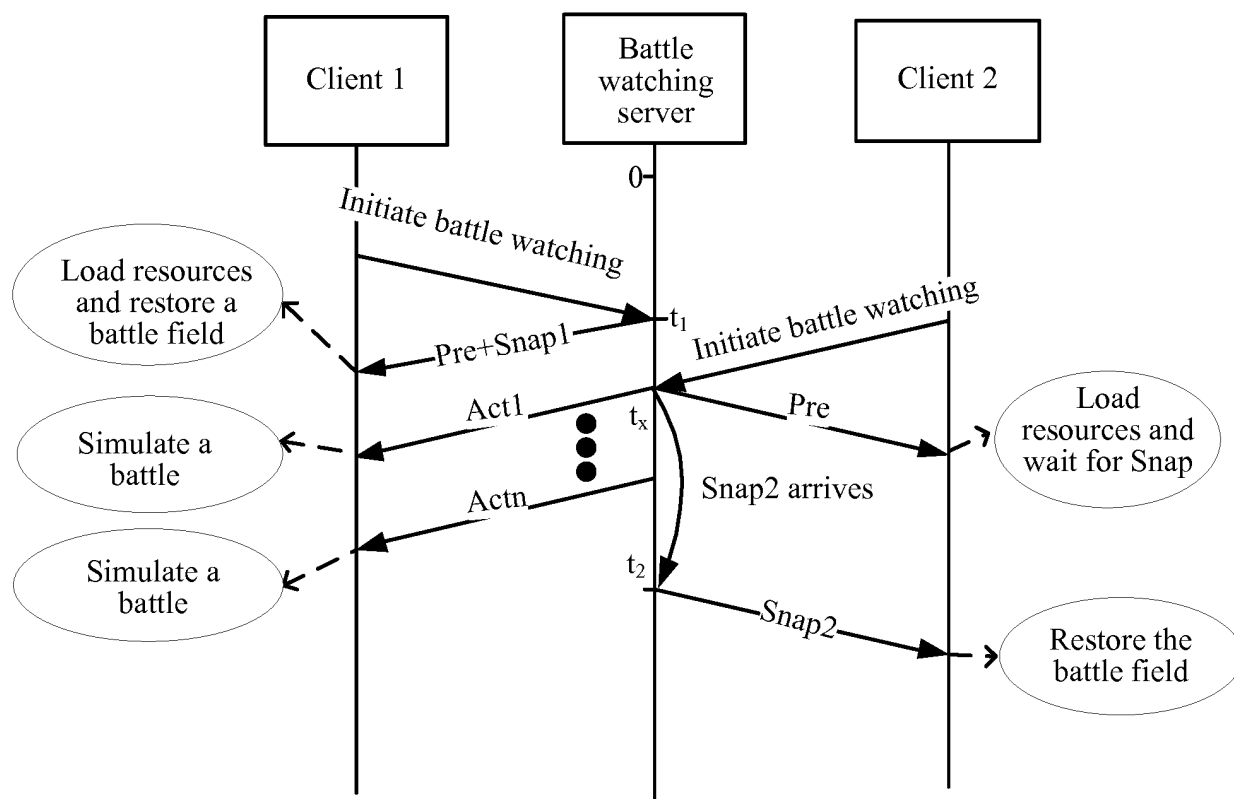 Client 1
Battle
watching
server
Client 2
0
Initiate battle watching
Load resources
and restore a
battle field
t1
Pre+Snap1
Initiate battle watching
Act1
tx
Pre
Load
resources and
wait for Snap
Simulate a
battle
Snap2 arrives
Actn
Simulate a
battle
t2
Snap2
Restore the
battle field